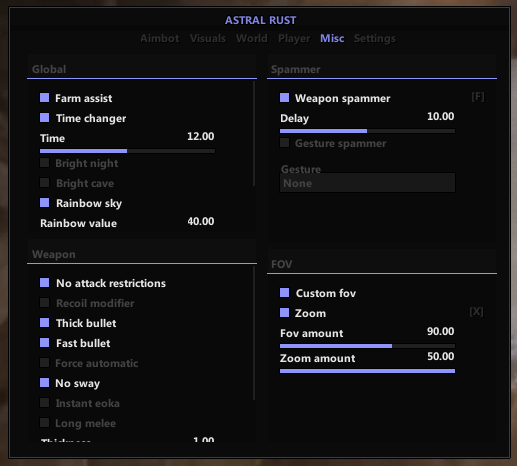 ASTRAL RUST
Aimbot Visuals World Player Misc Settings
Global
Farm assist
Time changer
Time 12.00
Bright night
Bright cave
Rainbow sky
Rainbow value 40.00
Weapon
No attack restrictions
Recoil modifier
Thick bullet
Fast bullet
Force automatic
No sway
Instant eoka
Long melee
Thickness 1.00
Spammer
Weapon spammer [F]
Delay 10.00
Gesture spammer
Gesture
None
FOV
Custom fov
Zoom [X]
Fov amount 90.00
Zoom amount 50.00